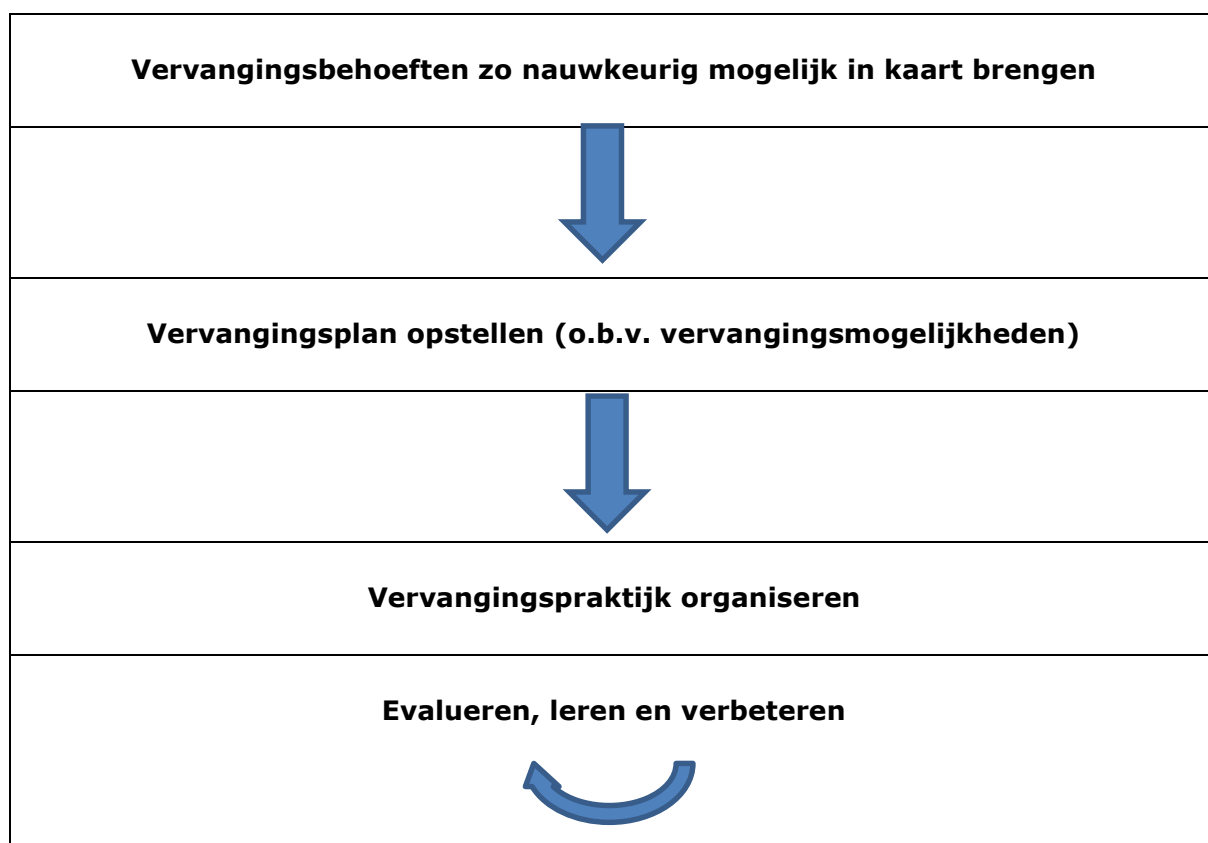 Vervangingsbehoeften zo nauwkeurig mogelijk in kaart brengen
Vervangingsplan opstellen (o.b.v. vervangingsmogelijkheden)
Vervangingspraktijk organiseren
Evalueren, leren en verbeteren